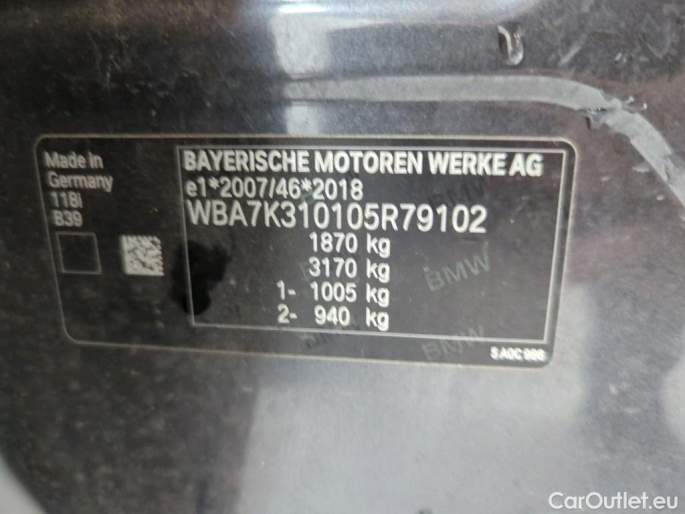 Made in
Germany
11BI
B39
BAYERISCHE MOTOREN WERKE AG
e1*2007/46*2018
WBA7K310105R79102
1870 kg
3170 kg
1- 1005 kg
2- 940 kg
BMW
BMW
CarOutlet.eu